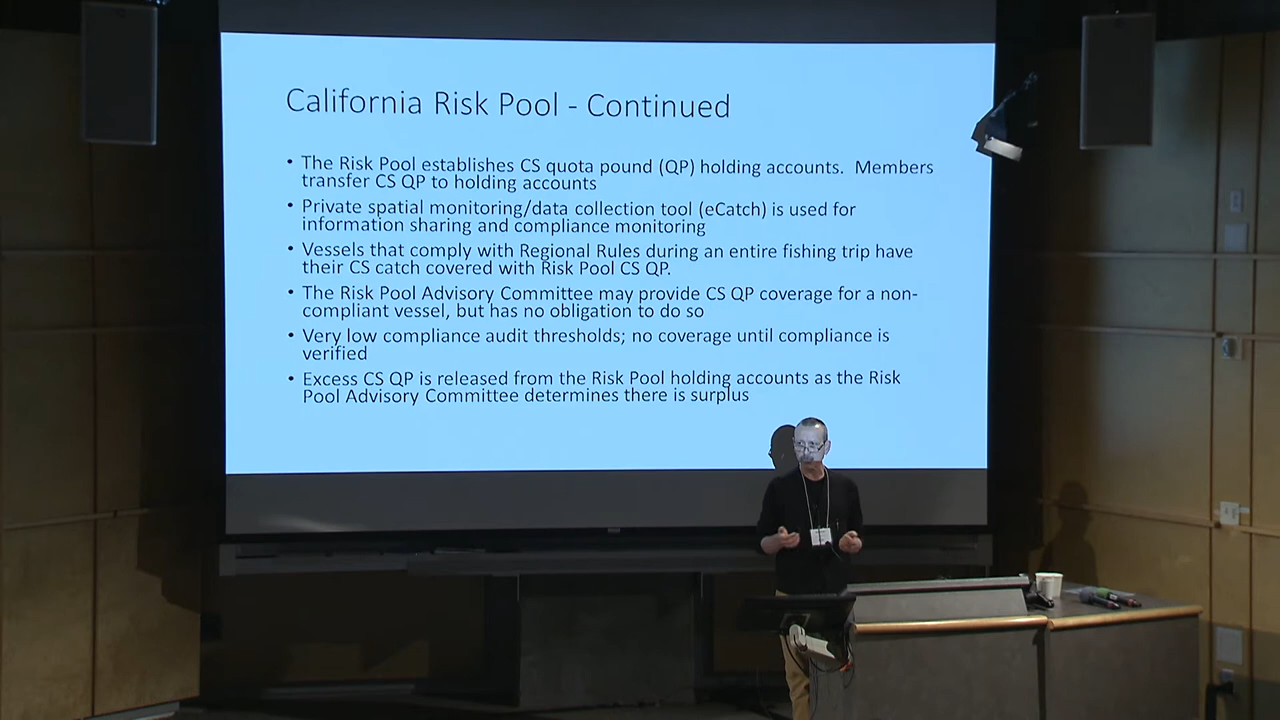 California Risk Pool - Continued
• The Risk Pool establishes CS quota pound (QP) holding accounts.  Members
transfer CS QP to holding accounts
• Private spatial monitoring/data collection tool (eCatch) is used for
information sharing and compliance monitoring
• Vessels that comply with Regional Rules during an entire fishing trip have
their CS catch covered with Risk Pool CS QP.
• The Risk Pool Advisory Committee may provide CS QP coverage for a non-
compliant vessel, but has no obligation to do so
• Very low compliance audit thresholds; no coverage until compliance is
verified
• Excess CS QP is released from the Risk Pool holding accounts as the Risk
Pool Advisory Committee determines there is surplus